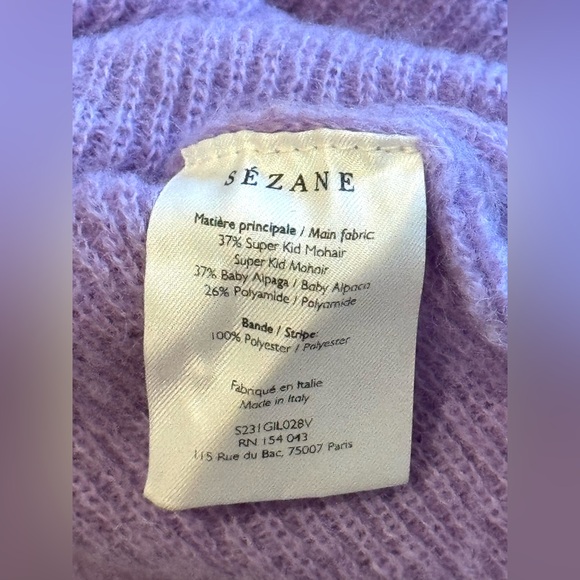 SÉZANE
Matière principale / Main fabric:
37% Super Kid Mohair
Super Kid Mohair
37% Baby Alpaga / Baby Alpaca
26% Polyamide / Polyamide
Bande / Stripe:
100% Polyester / Polyester
Fabriqué en Italie
Made in Italy
S231GIL028V
RN 154 043
115 Rue du Bac, 75007 Paris